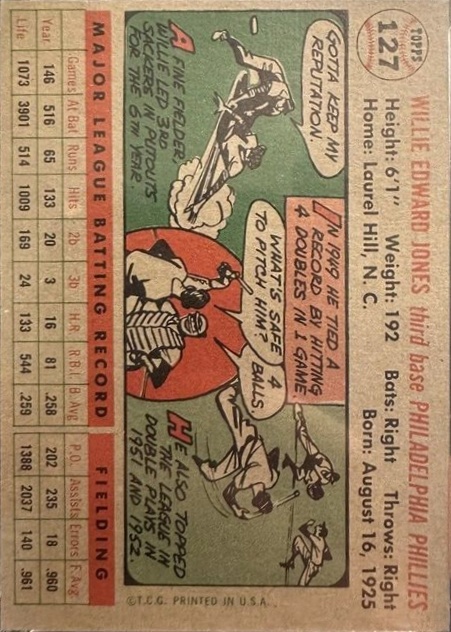 TOPPS
127
WILLIE EDWARD JONES third base PHILADELPHIA PHILLIES
Height: 6'1" Weight: 192 Bats: Right Throws: Right
Home: Laurel Hill, N. C. Born: August 16, 1925
GOTTA KEEP MY
REPUTATION.
A FINE FIELDER,
WILLIE LED 3RD
SACKERS IN PUTOUTS
FOR THE 6TH YEAR.
IN 1949 HE TIED A
RECORD BY HITTING
4 DOUBLES IN 1 GAME
WHAT'S SAFE
TO PITCH HIM?
4
BALLS.
HE ALSO TOPPED
THE LEAGUE IN
DOUBLE PLAYS IN
1951 AND 1952.
MAJOR LEAGUE BATTING RECORD FIELDING
Games At Bat Runs Hits 2b 3b H.R. R.B.I. B.Avg. P.O. Assists Errors F. Avg.
Year 146 516 65 133 20 3 16 81 .258 202 235 18 .960
Life 1073 3901 514 1009 169 24 133 544 .259 1388 2037 140 .961
©T.C.G. PRINTED IN U.S.A.